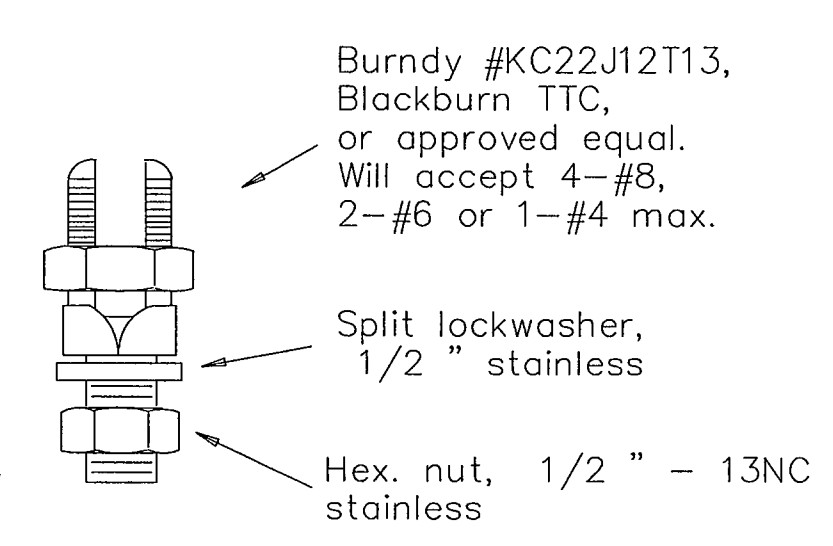 Burndy #KC22J12T13,
Blackburn TTC,
or approved equal.
Will accept 4-#8,
2-#6 or 1-#4 max.
Split lockwasher,
1/2 " stainless
Hex. nut, 1/2 " - 13NC
stainless